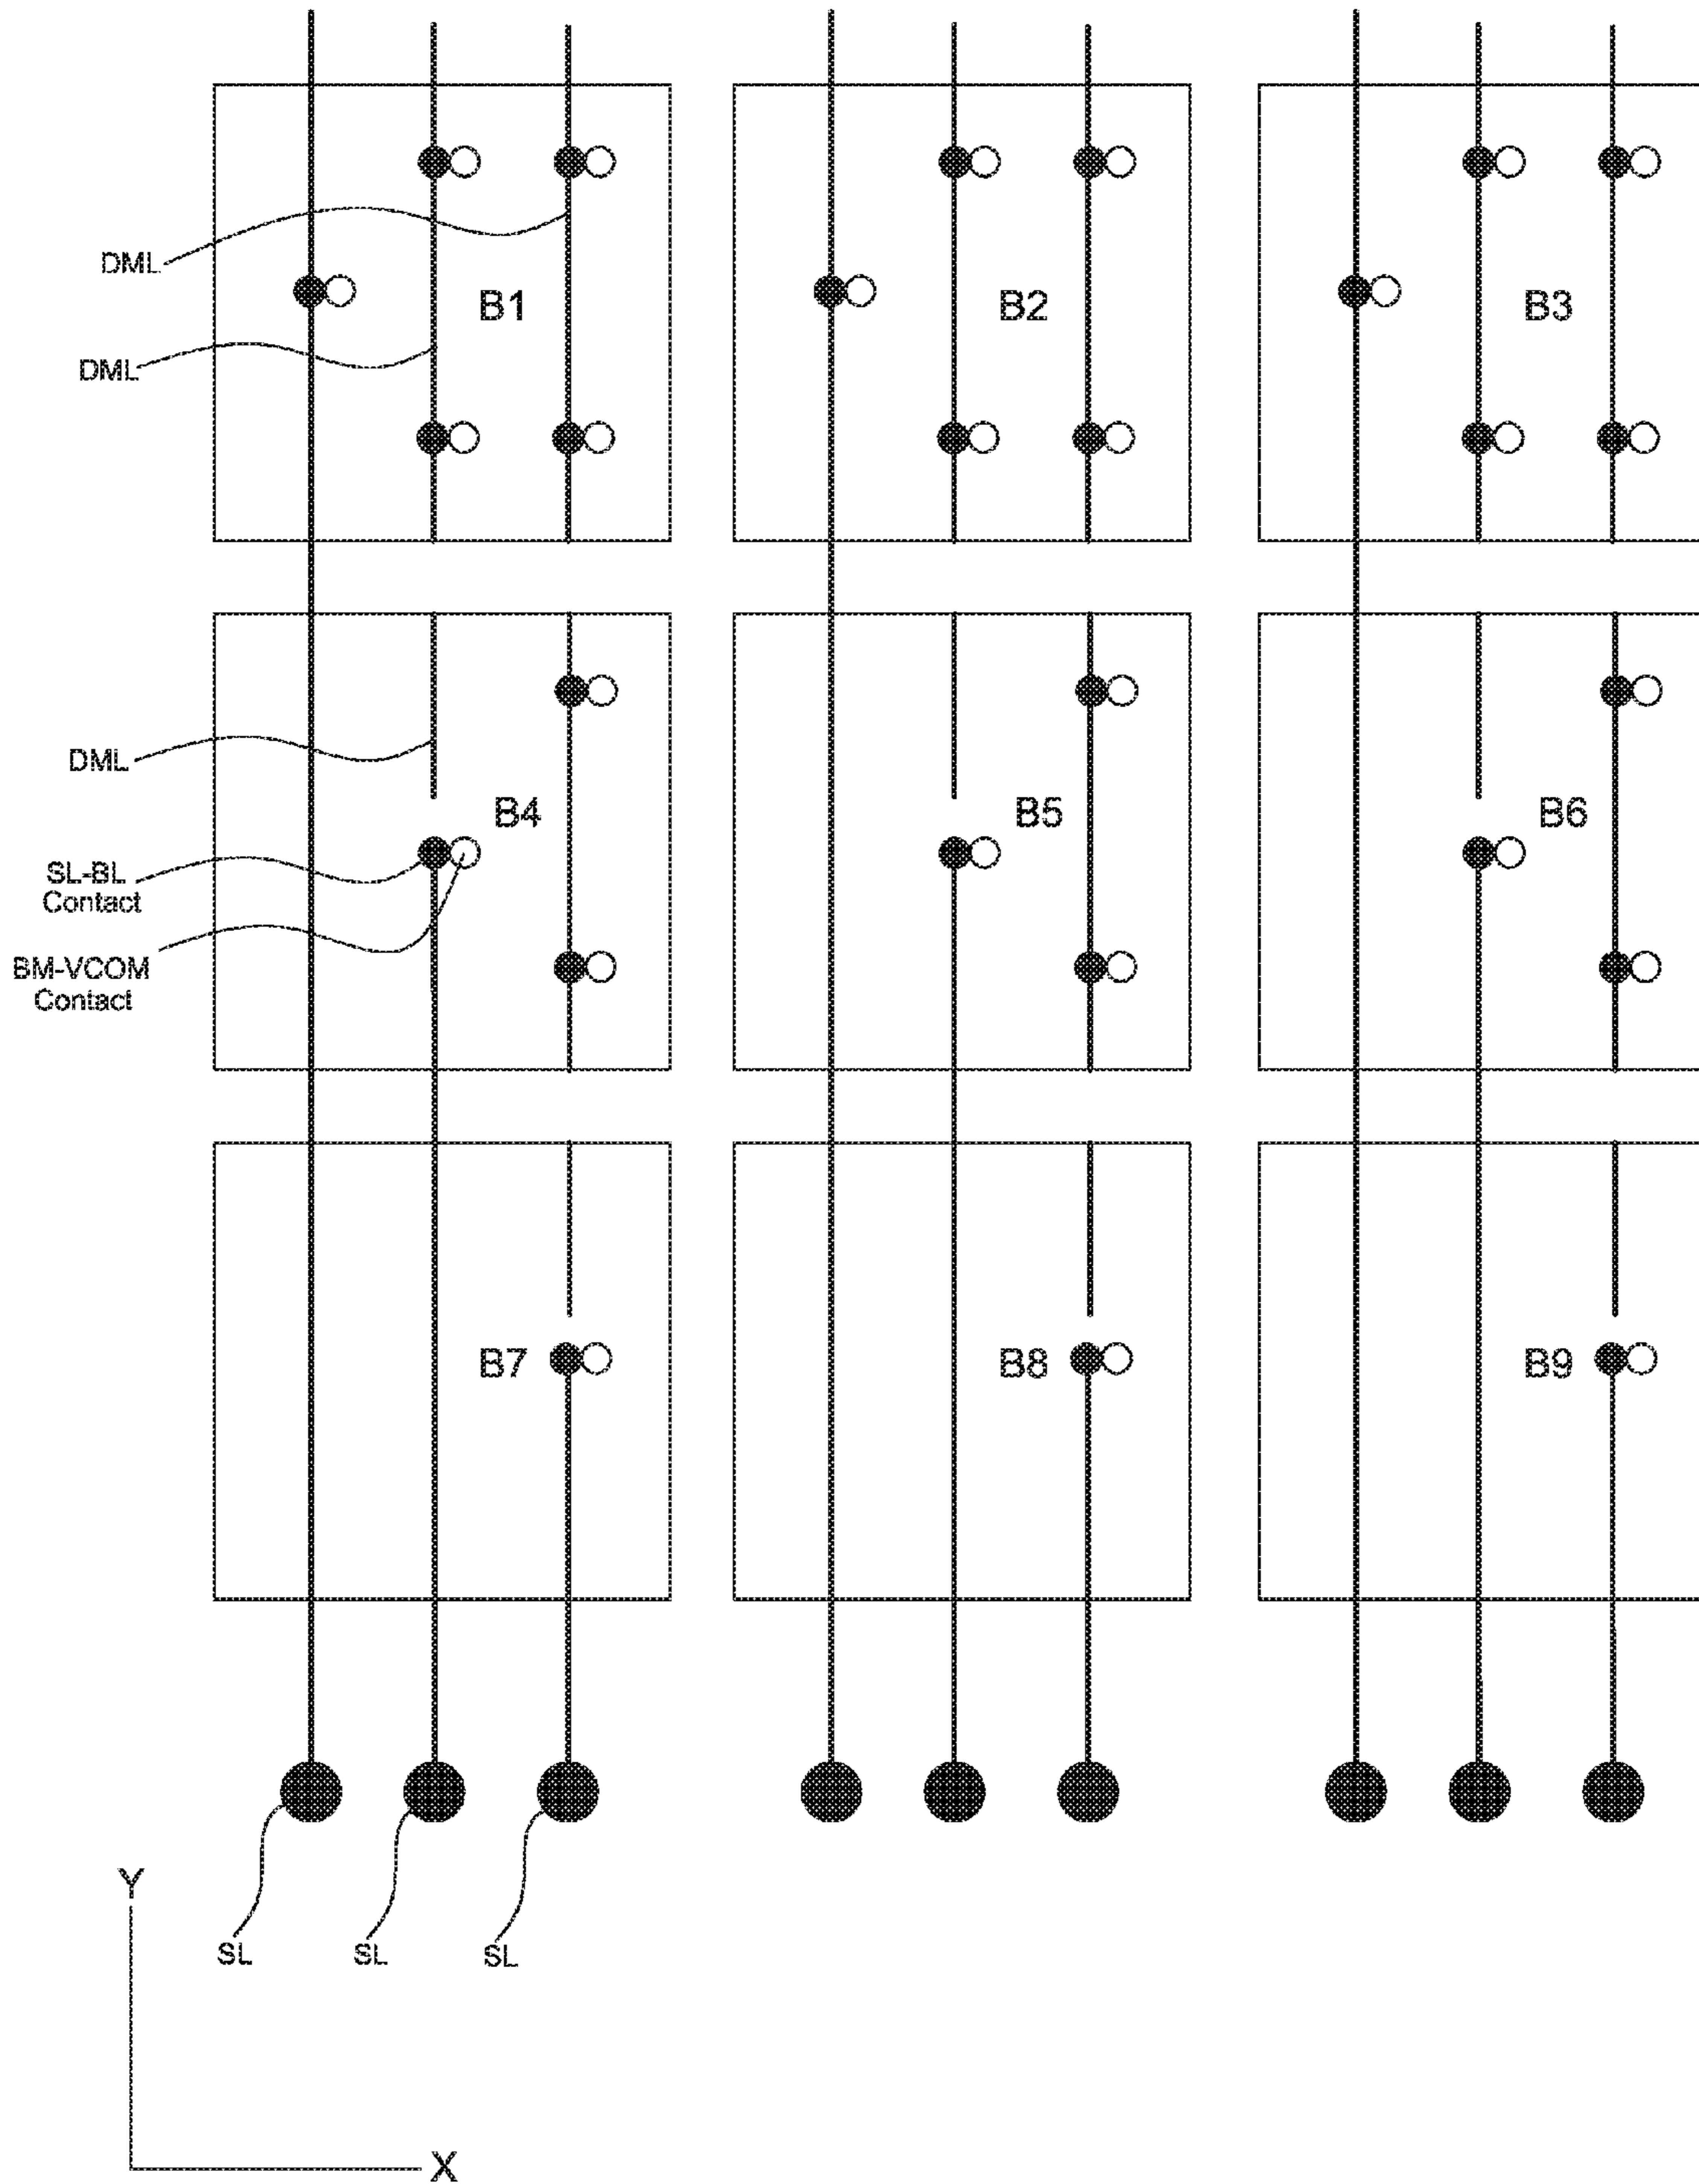 DML
B1
B2
B3
DML
DML
B4
B5
B6
SL-BL
Contact
BM-VCOM
Contact
B7
B8
B9
Y
SL
SL
SL
X